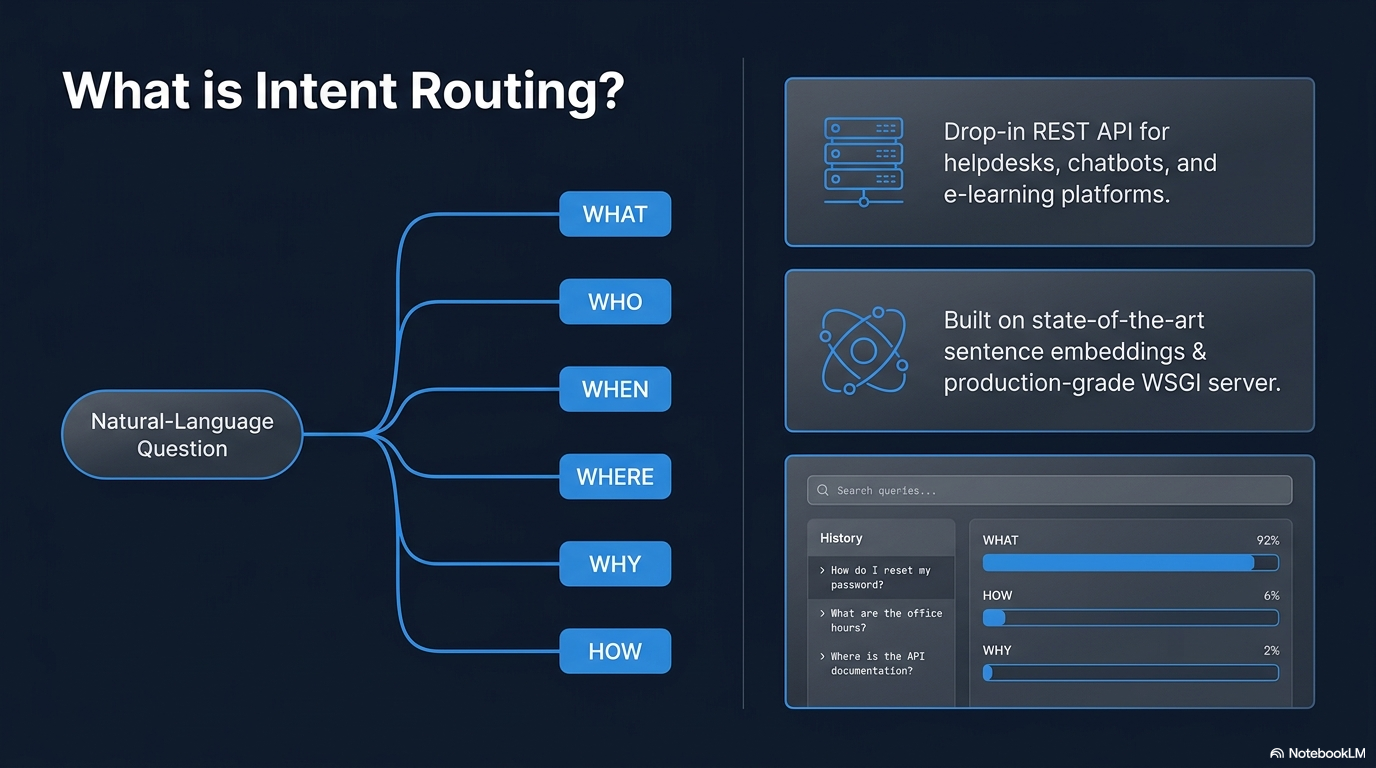 What is Intent Routing?
Natural-Language
Question
WHAT
WHO
WHEN
WHERE
WHY
HOW
Drop-in REST API for
helpdesks, chatbots, and
e-learning platforms.
Built on state-of-the-art
sentence embeddings &
production-grade WSGI server.
Search queries...
History
> How do I reset my
password?
> What are the office
hours?
> Where is the API
documentation?
WHAT 92%
HOW 6%
WHY 2%
NotebookLM